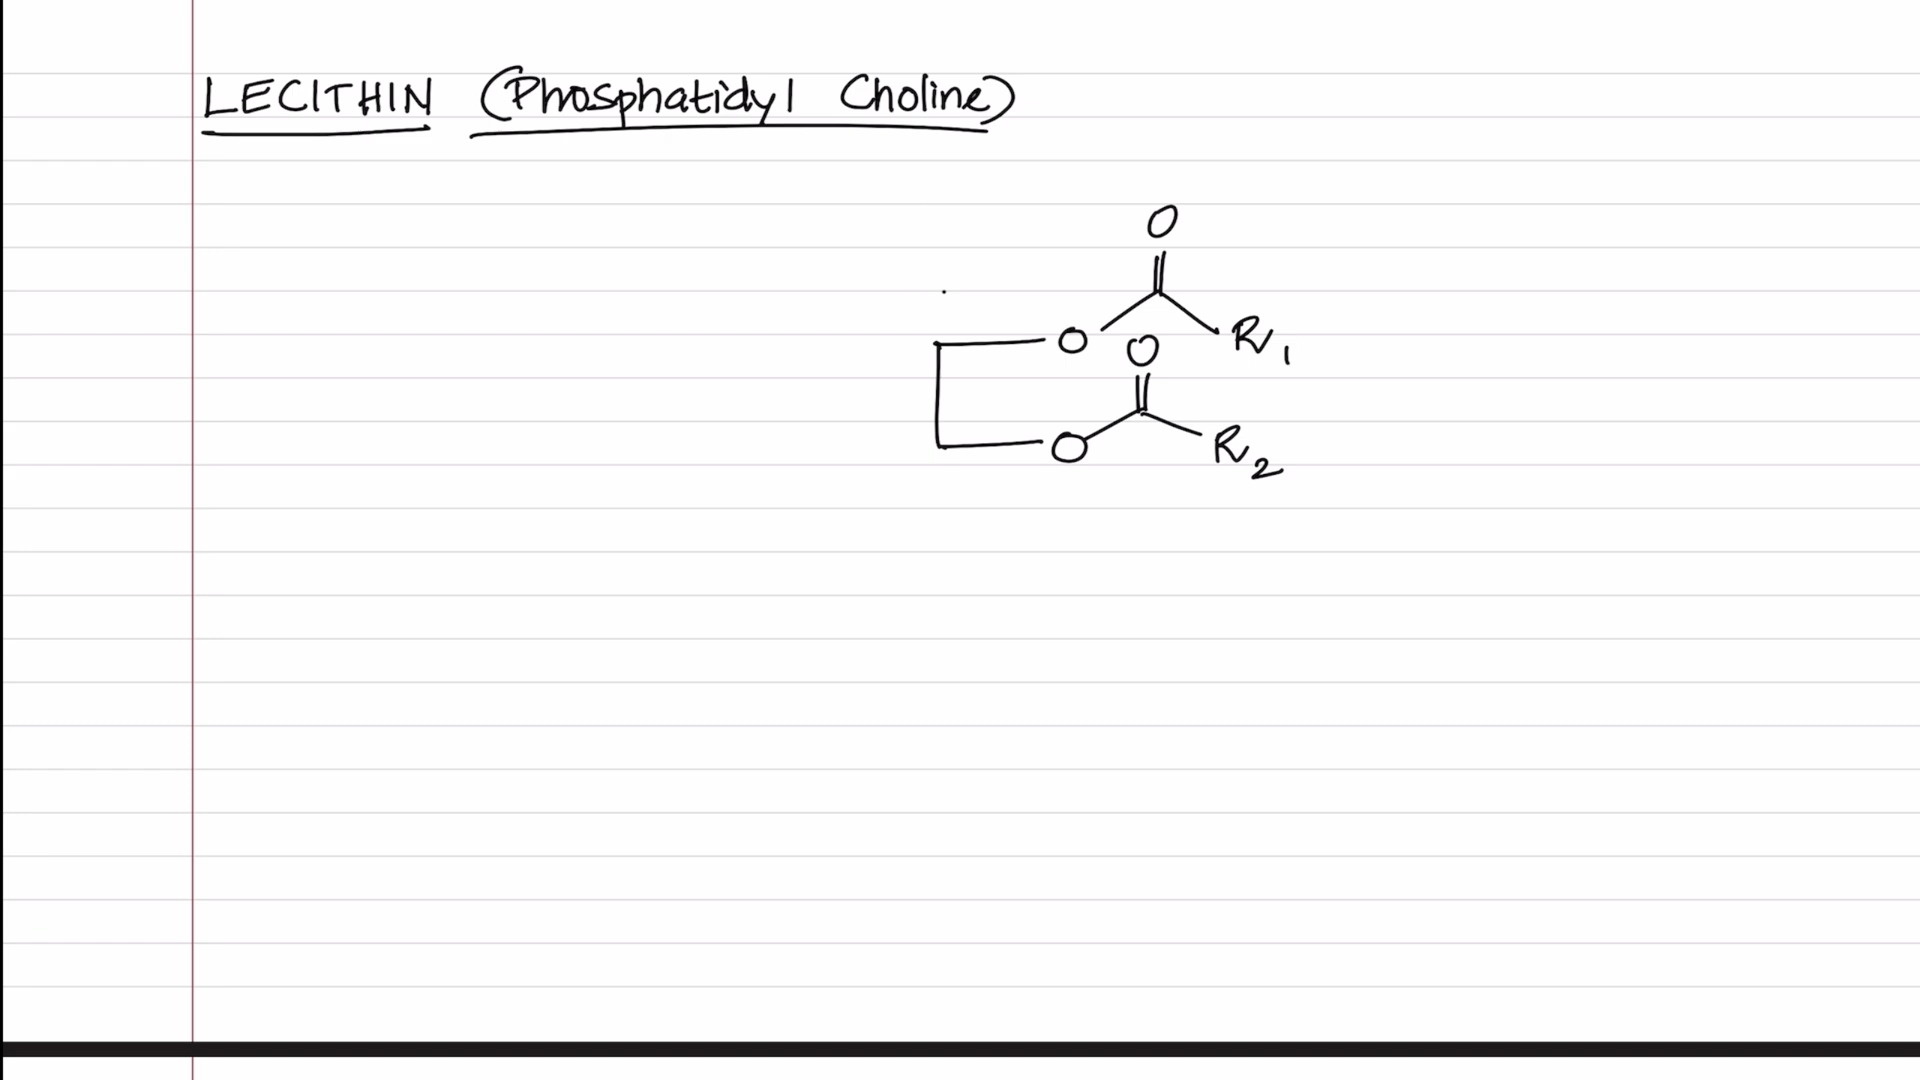 LECITHIN (Phosphatidyl Choline)
O
O R1
O
O R2